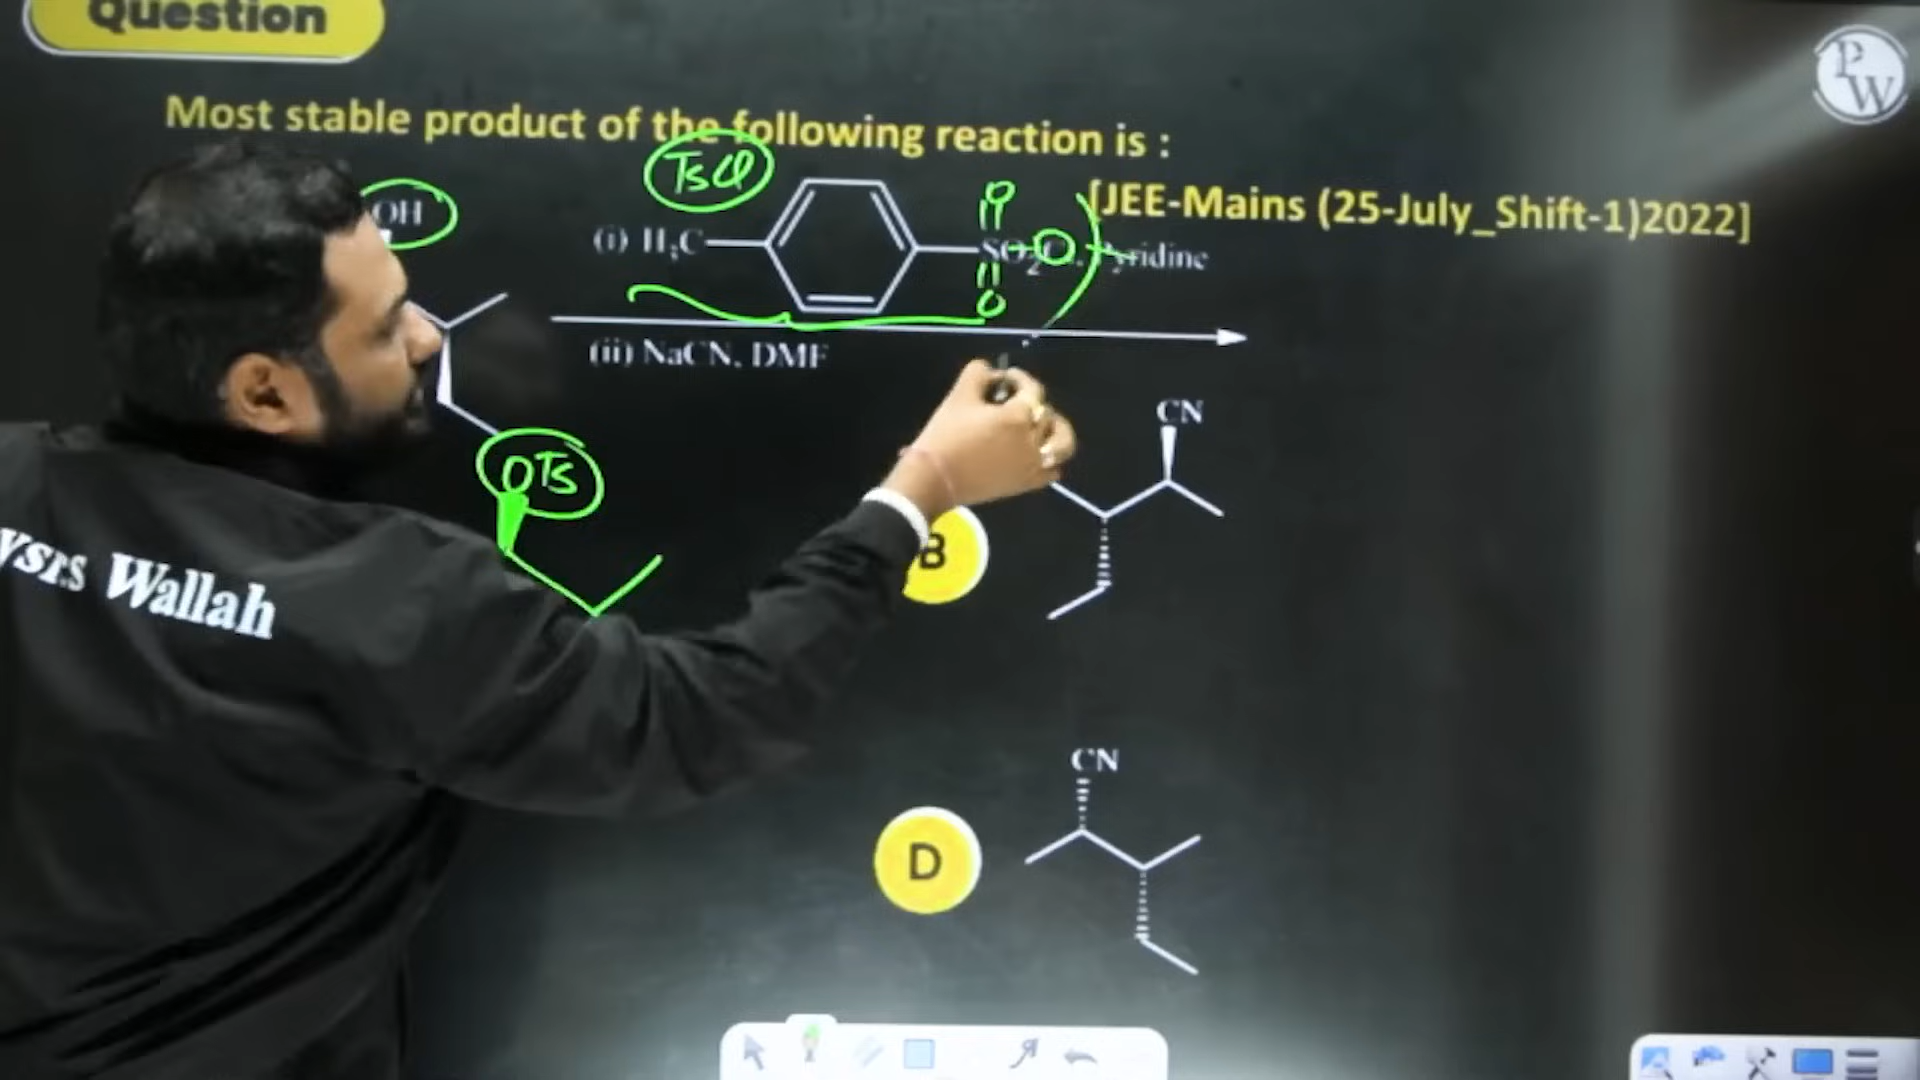 Question
PW
Most stable product of the following reaction is :
[JEE-Mains (25-July_Shift-1)2022]
TsCl
OH
(i) H3C
O
O
O
Pyridine
(ii) NaCN, DMF
CN
OTs
B
Wallah
CN
D